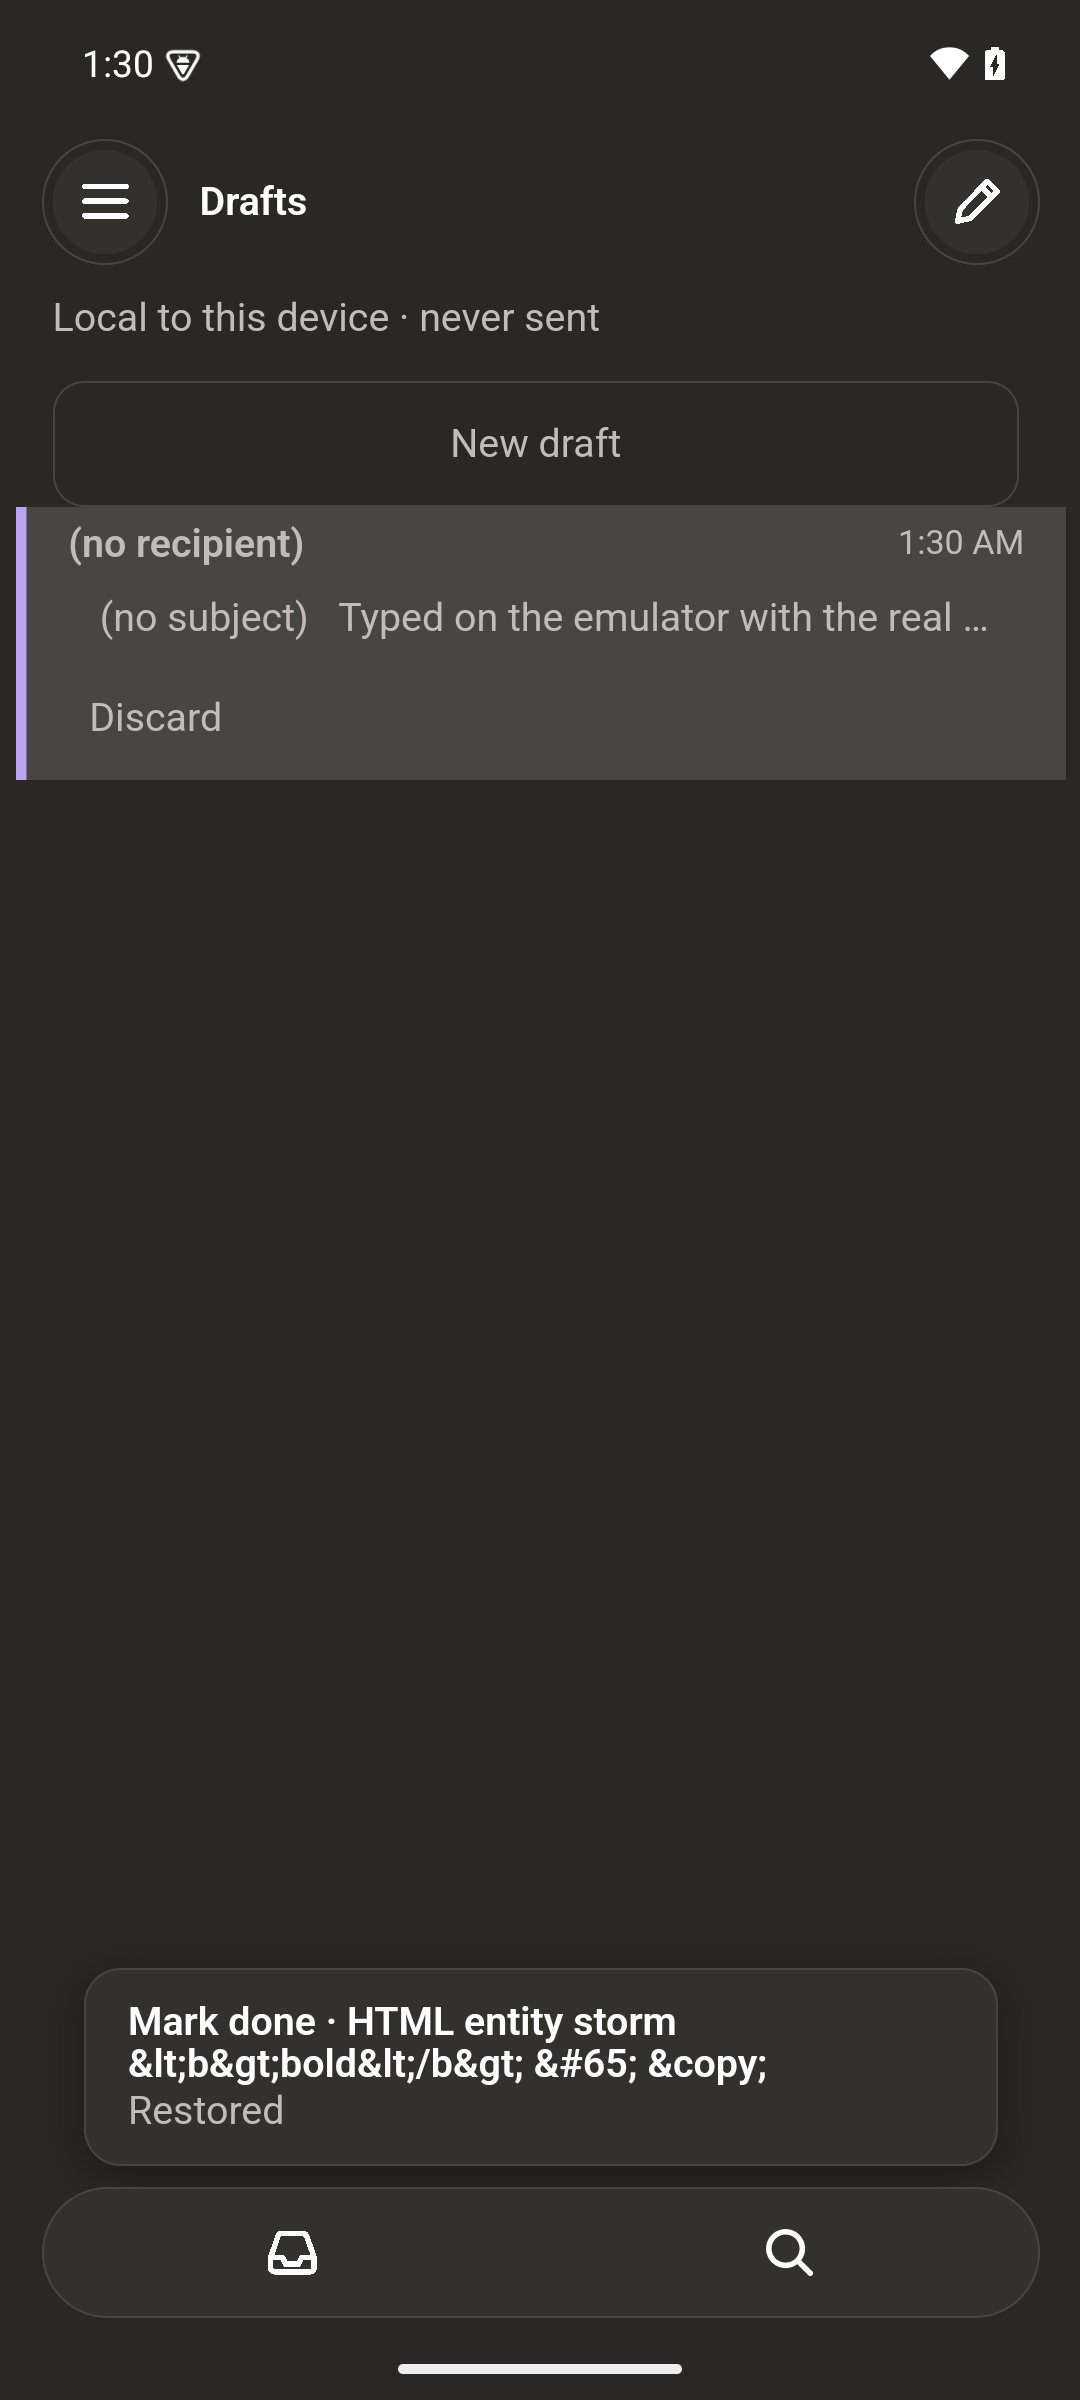 1:30
Drafts
Local to this device · never sent
New draft
(no recipient) 1:30 AM
(no subject) Typed on the emulator with the real …
Discard
Mark done · HTML entity storm
&lt;b&gt;bold&lt;/b&gt; &#65; &copy;
Restored